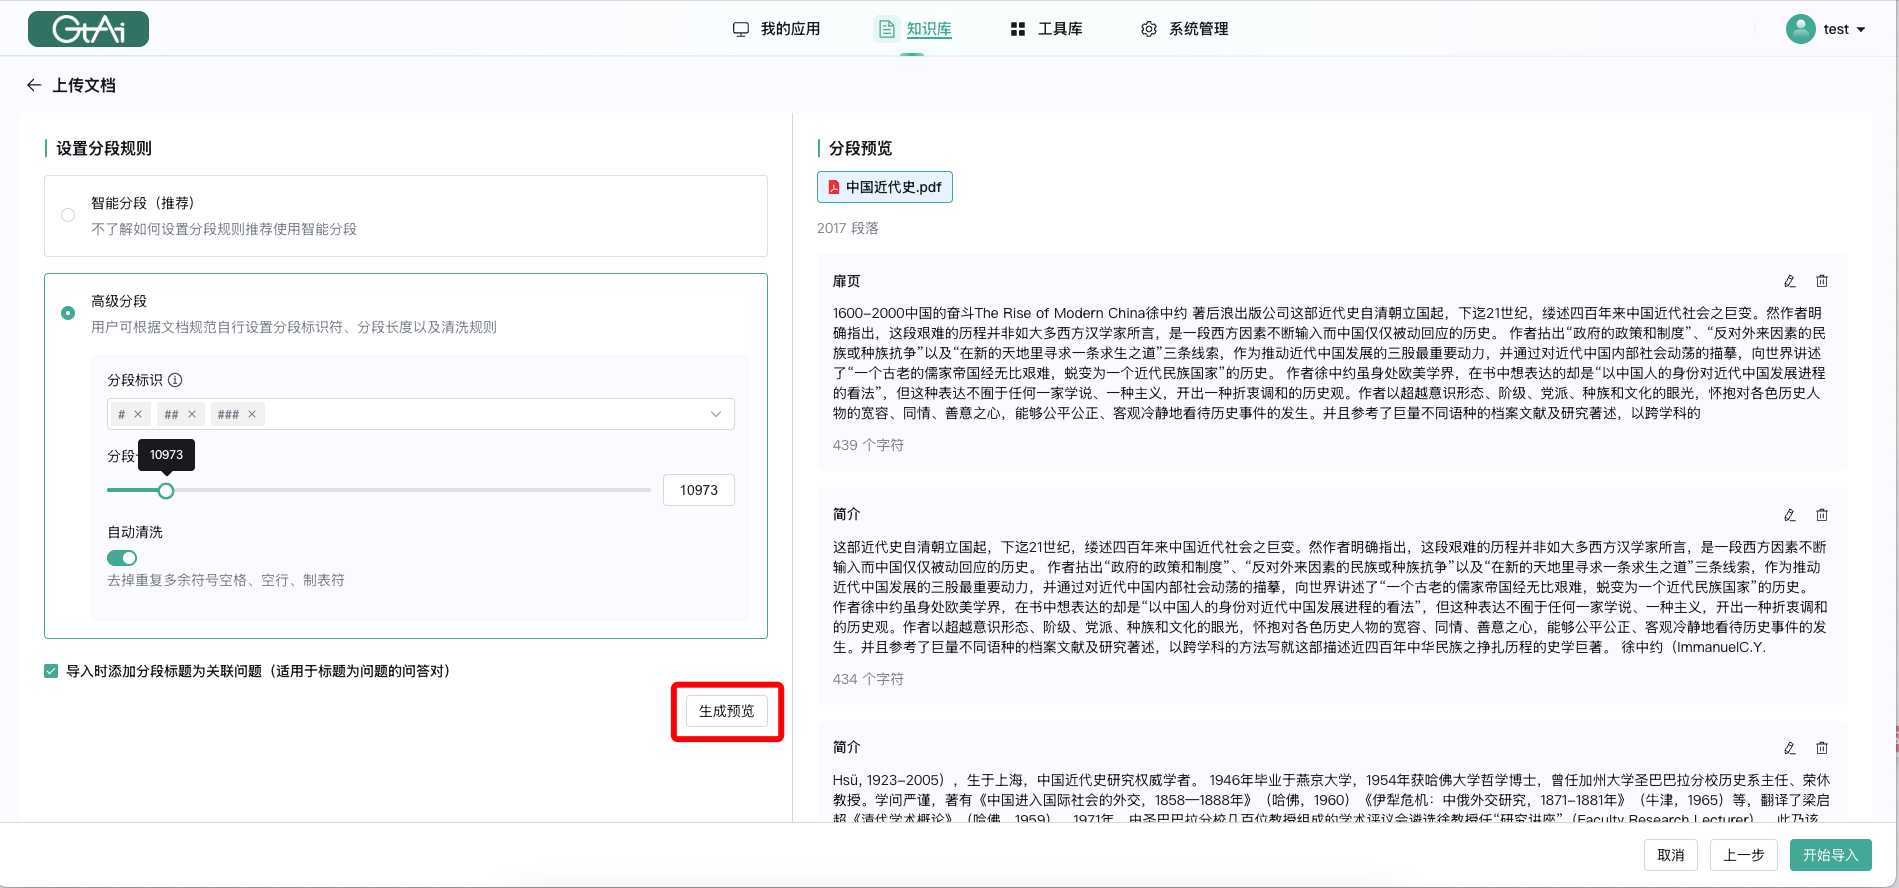 GtAi
我的应用
知识库
工具库
系统管理
test
上传文档
设置分段规则
智能分段（推荐）
不了解如何设置分段规则推荐使用智能分段
高级分段
用户可根据文档规范自行设置分段标识符、分段长度以及清洗规则
分段标识
# ## ###
分段
10973
10973
自动清洗
去掉重复多余符号空格、空行、制表符
导入时添加分段标题为关联问题（适用于标题为问题的问答对）
生成预览
分段预览
中国近代史.pdf
2017 段落
扉页
1600-2000中国的奋斗The Rise of Modern China徐中约 著后浪出版公司这部近代史自清朝立国起，下迄21世纪，缕述四百年来中国近代社会之巨变。然作者明
确指出，这段艰难的历程并非如大多西方汉学家所言，是一段西方因素不断输入而中国仅仅被动回应的历史。 作者拈出“政府的政策和制度”、“反对外来因素的民
族或种族抗争”以及“在新的天地里寻求一条求生之道”三条线索，作为推动近代中国发展的三股最重要动力，并通过对近代中国内部社会动荡的描摹，向世界讲述
了“一个古老的儒家帝国经无比艰难，蜕变为一个近代民族国家”的历史。 作者徐中约虽身处欧美学界，在书中想表达的却是“以中国人的身份对近代中国发展进程
的看法”，但这种表达不囿于任何一家学说、一种主义，开出一种折衷调和的历史观。作者以超越意识形态、阶级、党派、种族和文化的眼光，怀抱对各色历史人
物的宽容、同情、善意之心，能够公平公正、客观冷静地看待历史事件的发生。并且参考了巨量不同语种的档案文献及研究著述，以跨学科的
439 个字符
简介
这部近代史自清朝立国起，下迄21世纪，缕述四百年来中国近代社会之巨变。然作者明确指出，这段艰难的历程并非如大多西方汉学家所言，是一段西方因素不断
输入而中国仅仅被动回应的历史。 作者拈出“政府的政策和制度”、“反对外来因素的民族或种族抗争”以及“在新的天地里寻求一条求生之道”三条线索，作为推动
近代中国发展的三股最重要动力，并通过对近代中国内部社会动荡的描摹，向世界讲述了“一个古老的儒家帝国经无比艰难，蜕变为一个近代民族国家”的历史。
作者徐中约虽身处欧美学界，在书中想表达的却是“以中国人的身份对近代中国发展进程的看法”，但这种表达不囿于任何一家学说、一种主义，开出一种折衷调和
的历史观。作者以超越意识形态、阶级、党派、种族和文化的眼光，怀抱对各色历史人物的宽容、同情、善意之心，能够公平公正、客观冷静地看待历史事件的发
生。并且参考了巨量不同语种的档案文献及研究著述，以跨学科的方法写就这部描述近四百年中华民族之挣扎历程的史学巨著。 徐中约（ImmanuelC.Y.
434 个字符
简介
Hsü, 1923-2005），生于上海，中国近代史研究权威学者。 1946年毕业于燕京大学，1954年获哈佛大学哲学博士，曾任加州大学圣巴巴拉分校历史系主任、荣休
教授。学问严谨，著有《中国进入国际社会的外交，1858—1888年》（哈佛，1960）《伊犁危机：中俄外交研究，1871-1881年》（牛津，1965）等，翻译了梁启
超《清代学术概论》（哈佛，1959）。1971年，由圣巴巴拉分校几百位教授组成的学术评议会遴选徐教授任“研究讲座”（Faculty Research Lecturer），此乃该
取消
上一步
开始导入